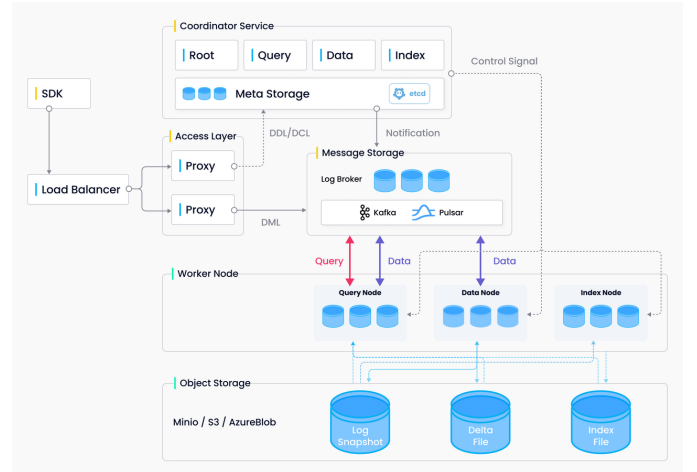 Coordinator Service
Root
Query
Data
Index
Control Signal
SDK
Meta Storage
etcd
DDL/DCL
Notification
Access Layer
Message Storage
Proxy
Log Broker
Load Balancer
Proxy
Kafka
Pulsar
DML
Query
Data
Data
Worker Node
Query Node
Data Node
Index Node
Object Storage
Minio / S3 / AzureBlob
Log
Snapshot
Delta
File
Index
File